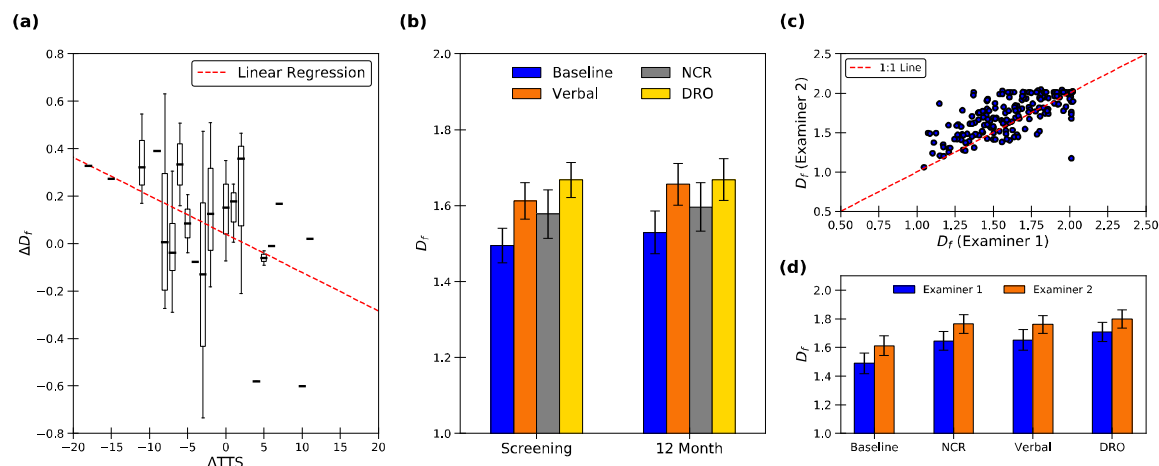 (a)
0.8
0.6
0.4
0.2
0.0
−0.2
−0.4
−0.6
−0.8
ΔD_f
Linear Regression
−20 −15 −10 −5 0 5 10 15 20
ΔTTS
(b)
2.0
1.8
1.6
1.4
1.2
1.0
D_f
Baseline NCR
Verbal DRO
Screening 12 Month
(c)
2.5
2.0
1.5
1.0
0.5
D_f (Examiner 2)
1:1 Line
0.50 0.75 1.00 1.25 1.50 1.75 2.00 2.25 2.50
D_f (Examiner 1)
(d)
2.0
1.8
1.6
1.4
1.2
1.0
D_f
Examiner 1 Examiner 2
Baseline NCR Verbal DRO